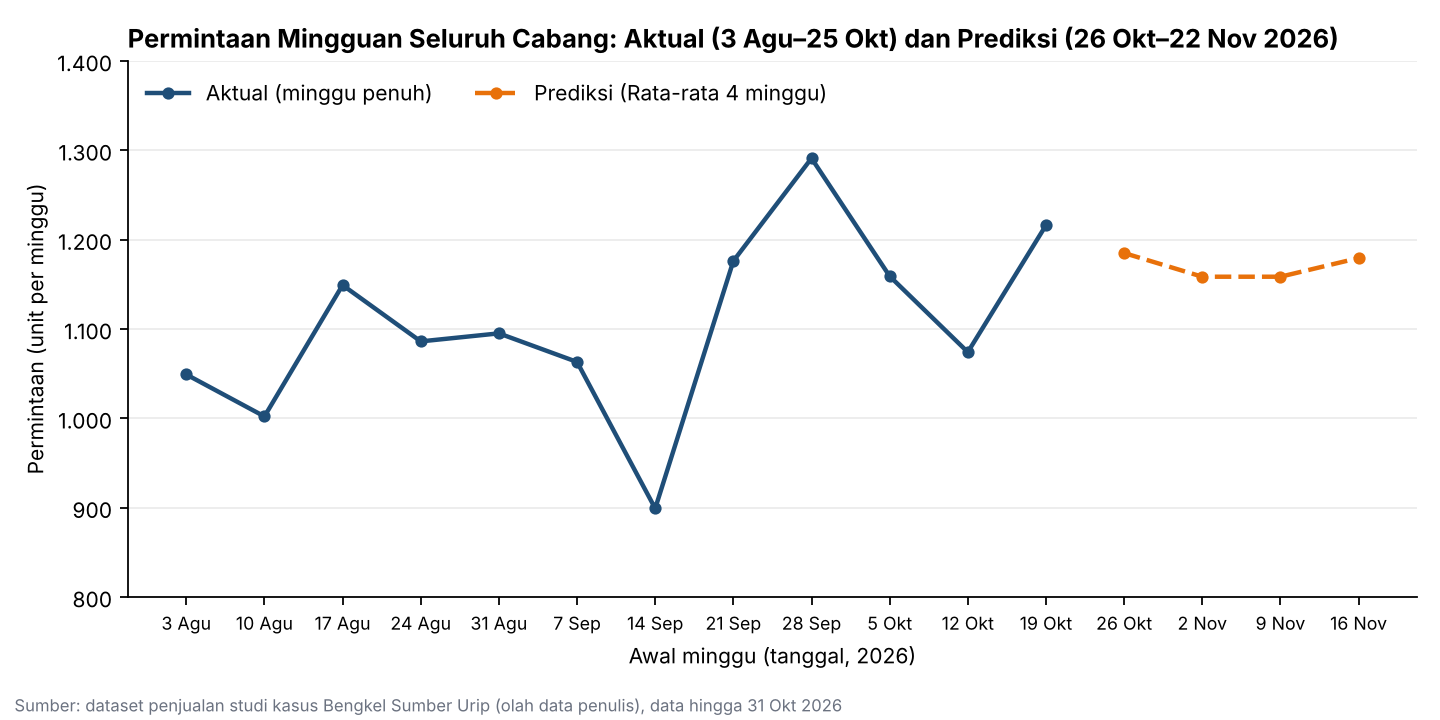 Permintaan Mingguan Seluruh Cabang: Aktual (3 Agu–25 Okt) dan Prediksi (26 Okt–22 Nov 2026)
Aktual (minggu penuh)
Prediksi (Rata-rata 4 minggu)
Permintaan (unit per minggu)
1.400
1.300
1.200
1.100
1.000
900
800
3 Agu 10 Agu 17 Agu 24 Agu 31 Agu 7 Sep 14 Sep 21 Sep 28 Sep 5 Okt 12 Okt 19 Okt 26 Okt 2 Nov 9 Nov 16 Nov
Awal minggu (tanggal, 2026)
Sumber: dataset penjualan studi kasus Bengkel Sumber Urip (olah data penulis), data hingga 31 Okt 2026